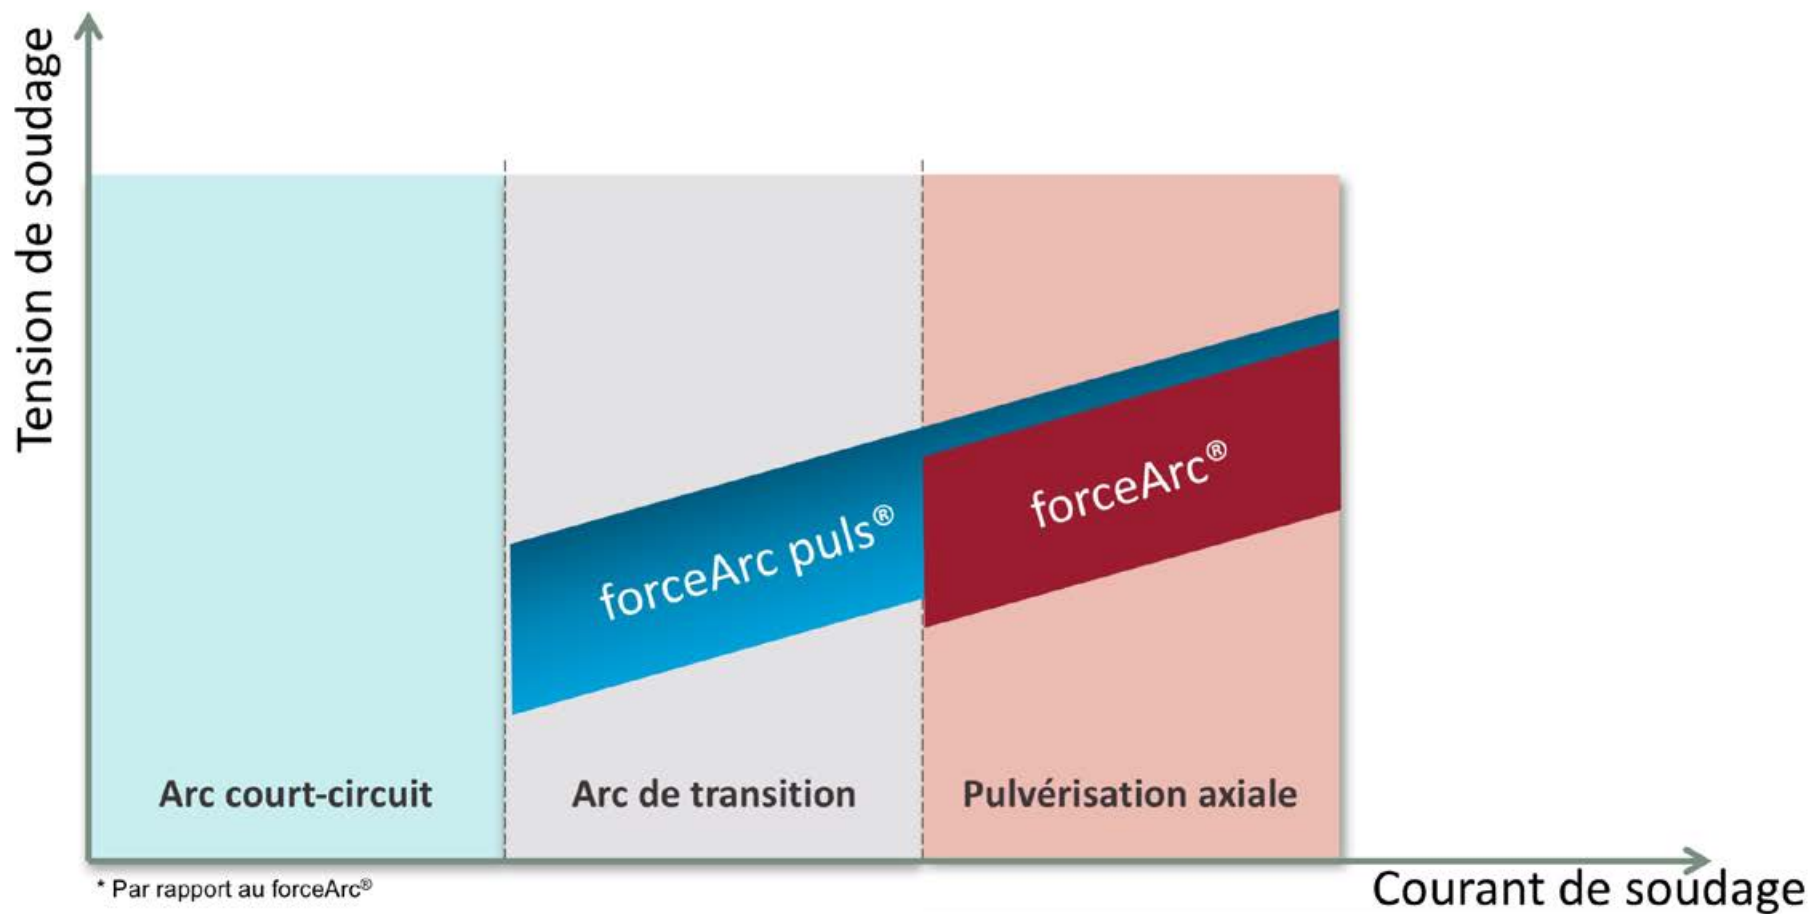 Tension de soudage
forceArc puls®
forceArc®
Arc court-circuit
Arc de transition
Pulvérisation axiale
* Par rapport au forceArc®
Courant de soudage